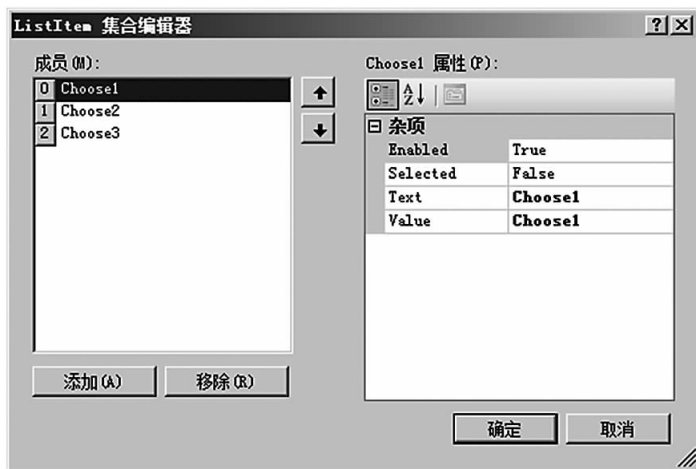 ListItem 集合编辑器
成员(M):
0 Choose1
1 Choose2
2 Choose3
添加(A) 移除(R)
Choose1 属性(P):
杂项
Enabled True
Selected False
Text Choose1
Value Choose1
确定 取消